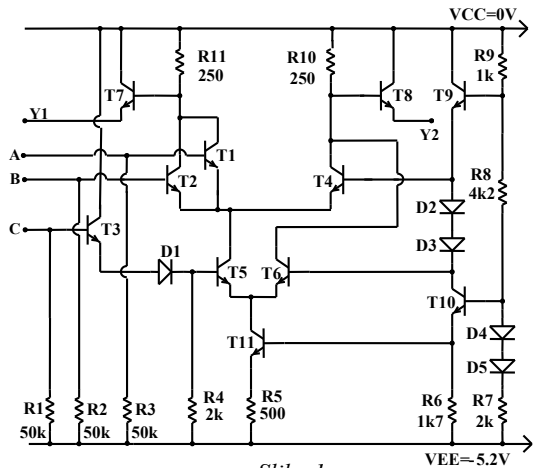 VCC=0V
R11
250
R10
250
R9
1k
T7
T8
T9
Y1
Y2
A
T1
B
T2
T4
R8
4k2
D2
C
T3
D1
D3
T5
T6
T10
D4
T11
D5
R1
50k
R2
50k
R3
50k
R4
2k
R5
500
R6
1k7
R7
2k
VEE=-5.2V